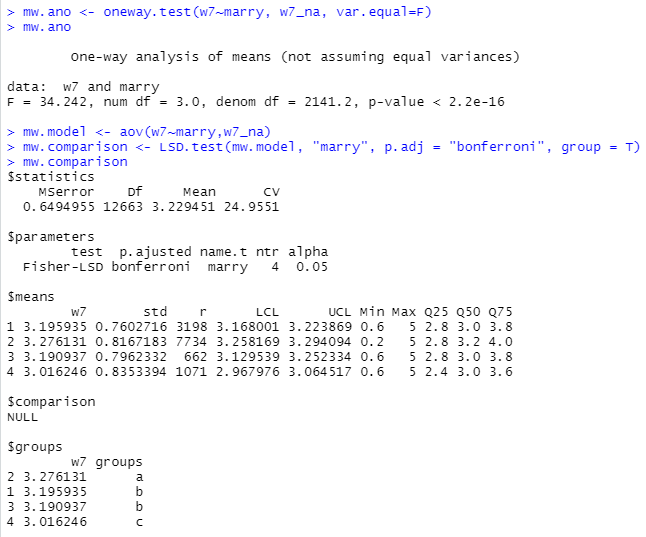 > mw.ano <- oneway.test(w7~marry, w7_na, var.equal=F)
> mw.ano

        One-way analysis of means (not assuming equal variances)

data:  w7 and marry
F = 34.242, num df = 3.0, denom df = 2141.2, p-value < 2.2e-16

> mw.model <- aov(w7~marry,w7_na)
> mw.comparison <- LSD.test(mw.model, "marry", p.adj = "bonferroni", group = T)
> mw.comparison
$statistics
    MSerror    Df     Mean      CV
  0.6494955 12663 3.229451 24.9551

$parameters
        test  p.ajusted name.t ntr alpha
  Fisher-LSD bonferroni  marry   4  0.05

$means
        w7       std    r      LCL      UCL Min Max Q25 Q50 Q75
1 3.195935 0.7602716 3198 3.168001 3.223869 0.6   5 2.8 3.0 3.8
2 3.276131 0.8167183 7734 3.258169 3.294094 0.2   5 2.8 3.2 4.0
3 3.190937 0.7962332  662 3.129539 3.252334 0.6   5 2.8 3.0 3.8
4 3.016246 0.8353394 1071 2.967976 3.064517 0.6   5 2.4 3.0 3.6

$comparison
NULL

$groups
        w7 groups
2 3.276131      a
1 3.195935      b
3 3.190937      b
4 3.016246      c